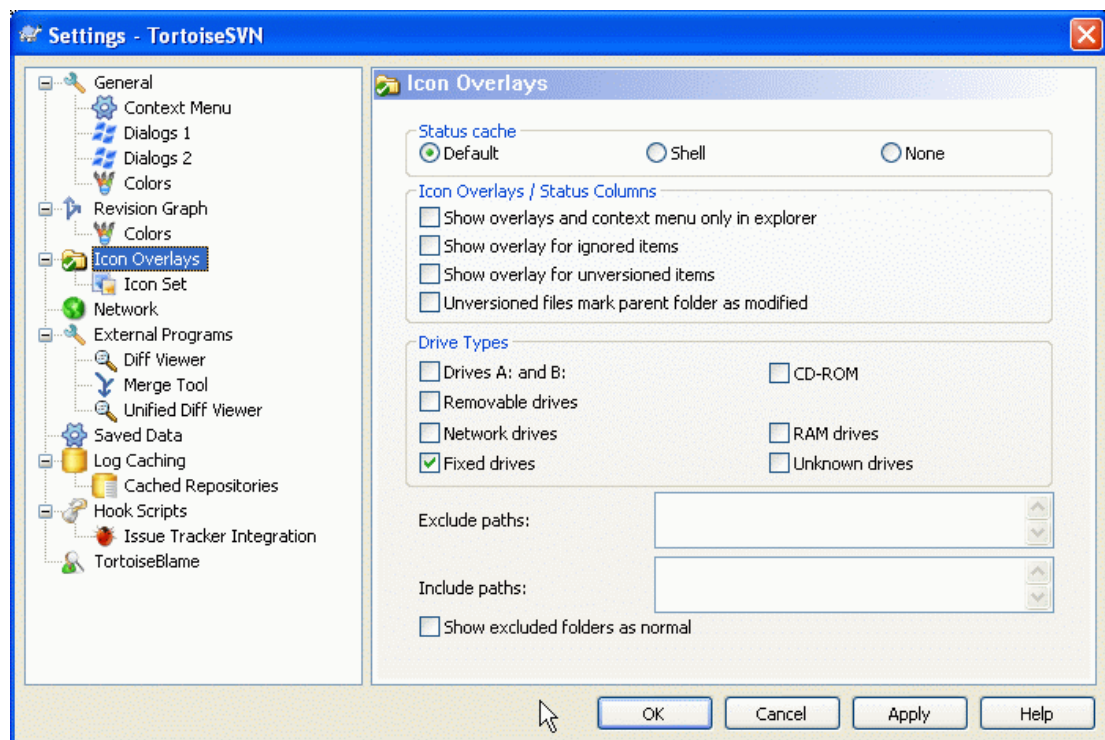 Settings - TortoiseSVN
General
Context Menu
Dialogs 1
Dialogs 2
Colors
Revision Graph
Colors
Icon Overlays
Icon Set
Network
External Programs
Diff Viewer
Merge Tool
Unified Diff Viewer
Saved Data
Log Caching
Cached Repositories
Hook Scripts
Issue Tracker Integration
TortoiseBlame
Icon Overlays
Status cache
Default Shell None
Icon Overlays / Status Columns
Show overlays and context menu only in explorer
Show overlay for ignored items
Show overlay for unversioned items
Unversioned files mark parent folder as modified
Drive Types
Drives A: and B: CD-ROM
Removable drives
Network drives RAM drives
Fixed drives Unknown drives
Exclude paths:
Include paths:
Show excluded folders as normal
OK Cancel Apply Help